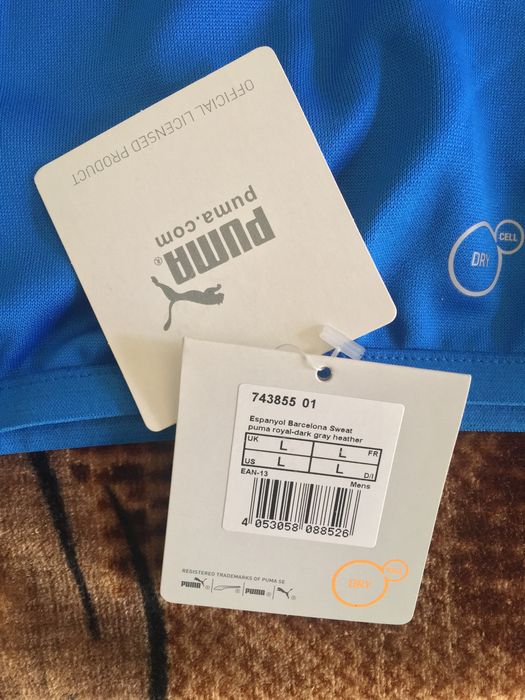 OFFICIAL LICENSED PRODUCT
puma.com
PUMA®
DRY
CELL
743855 01
Espanyol Barcelona Sweat
puma royal-dark gray heather
UK L L FR
US L L D/I
EAN-13 Mens
4 053058 088526
REGISTERED TRADEMARKS OF PUMA SE
PUMA® | | PUMA® |
DRY
CELL